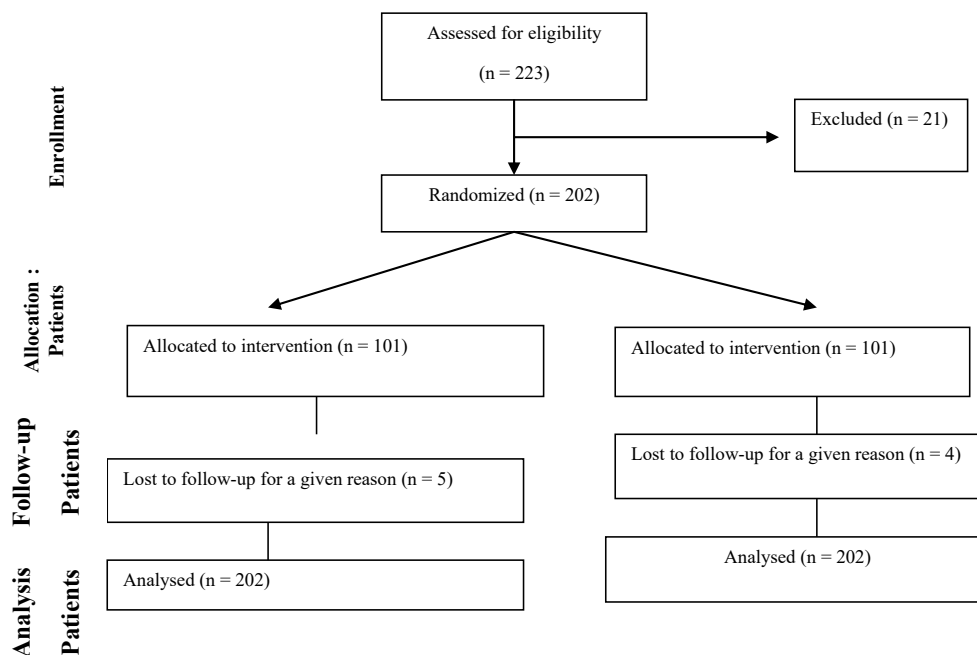 Assessed for eligibility
(n = 223)
Enrollment
Excluded (n = 21)
Randomized (n = 202)
Allocation :
Patients
Allocated to intervention (n = 101)
Allocated to intervention (n = 101)
Follow-up
Patients
Lost to follow-up for a given reason (n = 5)
Lost to follow-up for a given reason (n = 4)
Analysis
Patients
Analysed (n = 202)
Analysed (n = 202)